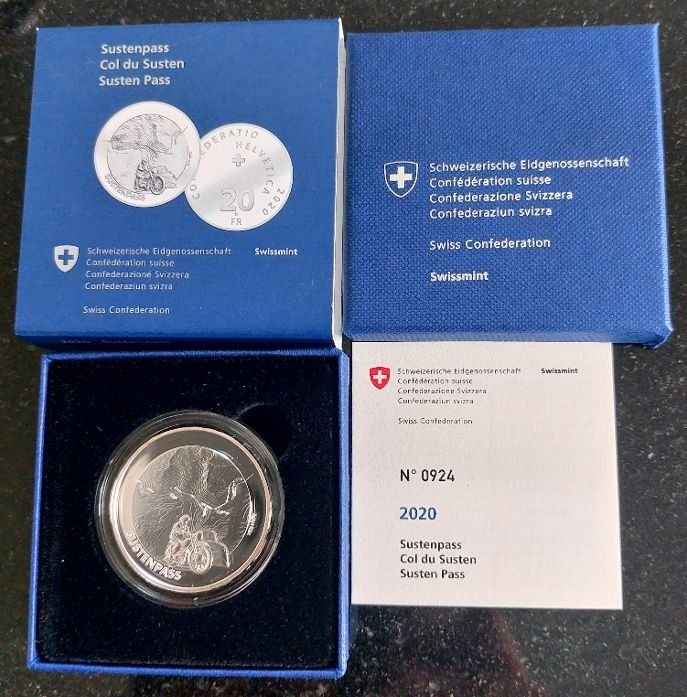 Sustenpass
Col du Susten
Susten Pass
SUSTENPASS
CONFOEDERATIO
HELVETICA 2020
20
FR
Schweizerische Eidgenossenschaft Swissmint
Confédération suisse
Confederazione Svizzera
Confederaziun svizra
Swiss Confederation
2020 Sustenpass
Schweizerische Eidgenossenschaft
Confédération suisse
Confederazione Svizzera
Confederaziun svizra
Swiss Confederation
Swissmint
SUSTENPASS
Schweizerische Eidgenossenschaft Swissmint
Confédération suisse
Confederazione Svizzera
Confederaziun svizra
Swiss Confederation
N° 0924
2020
Sustenpass
Col du Susten
Susten Pass